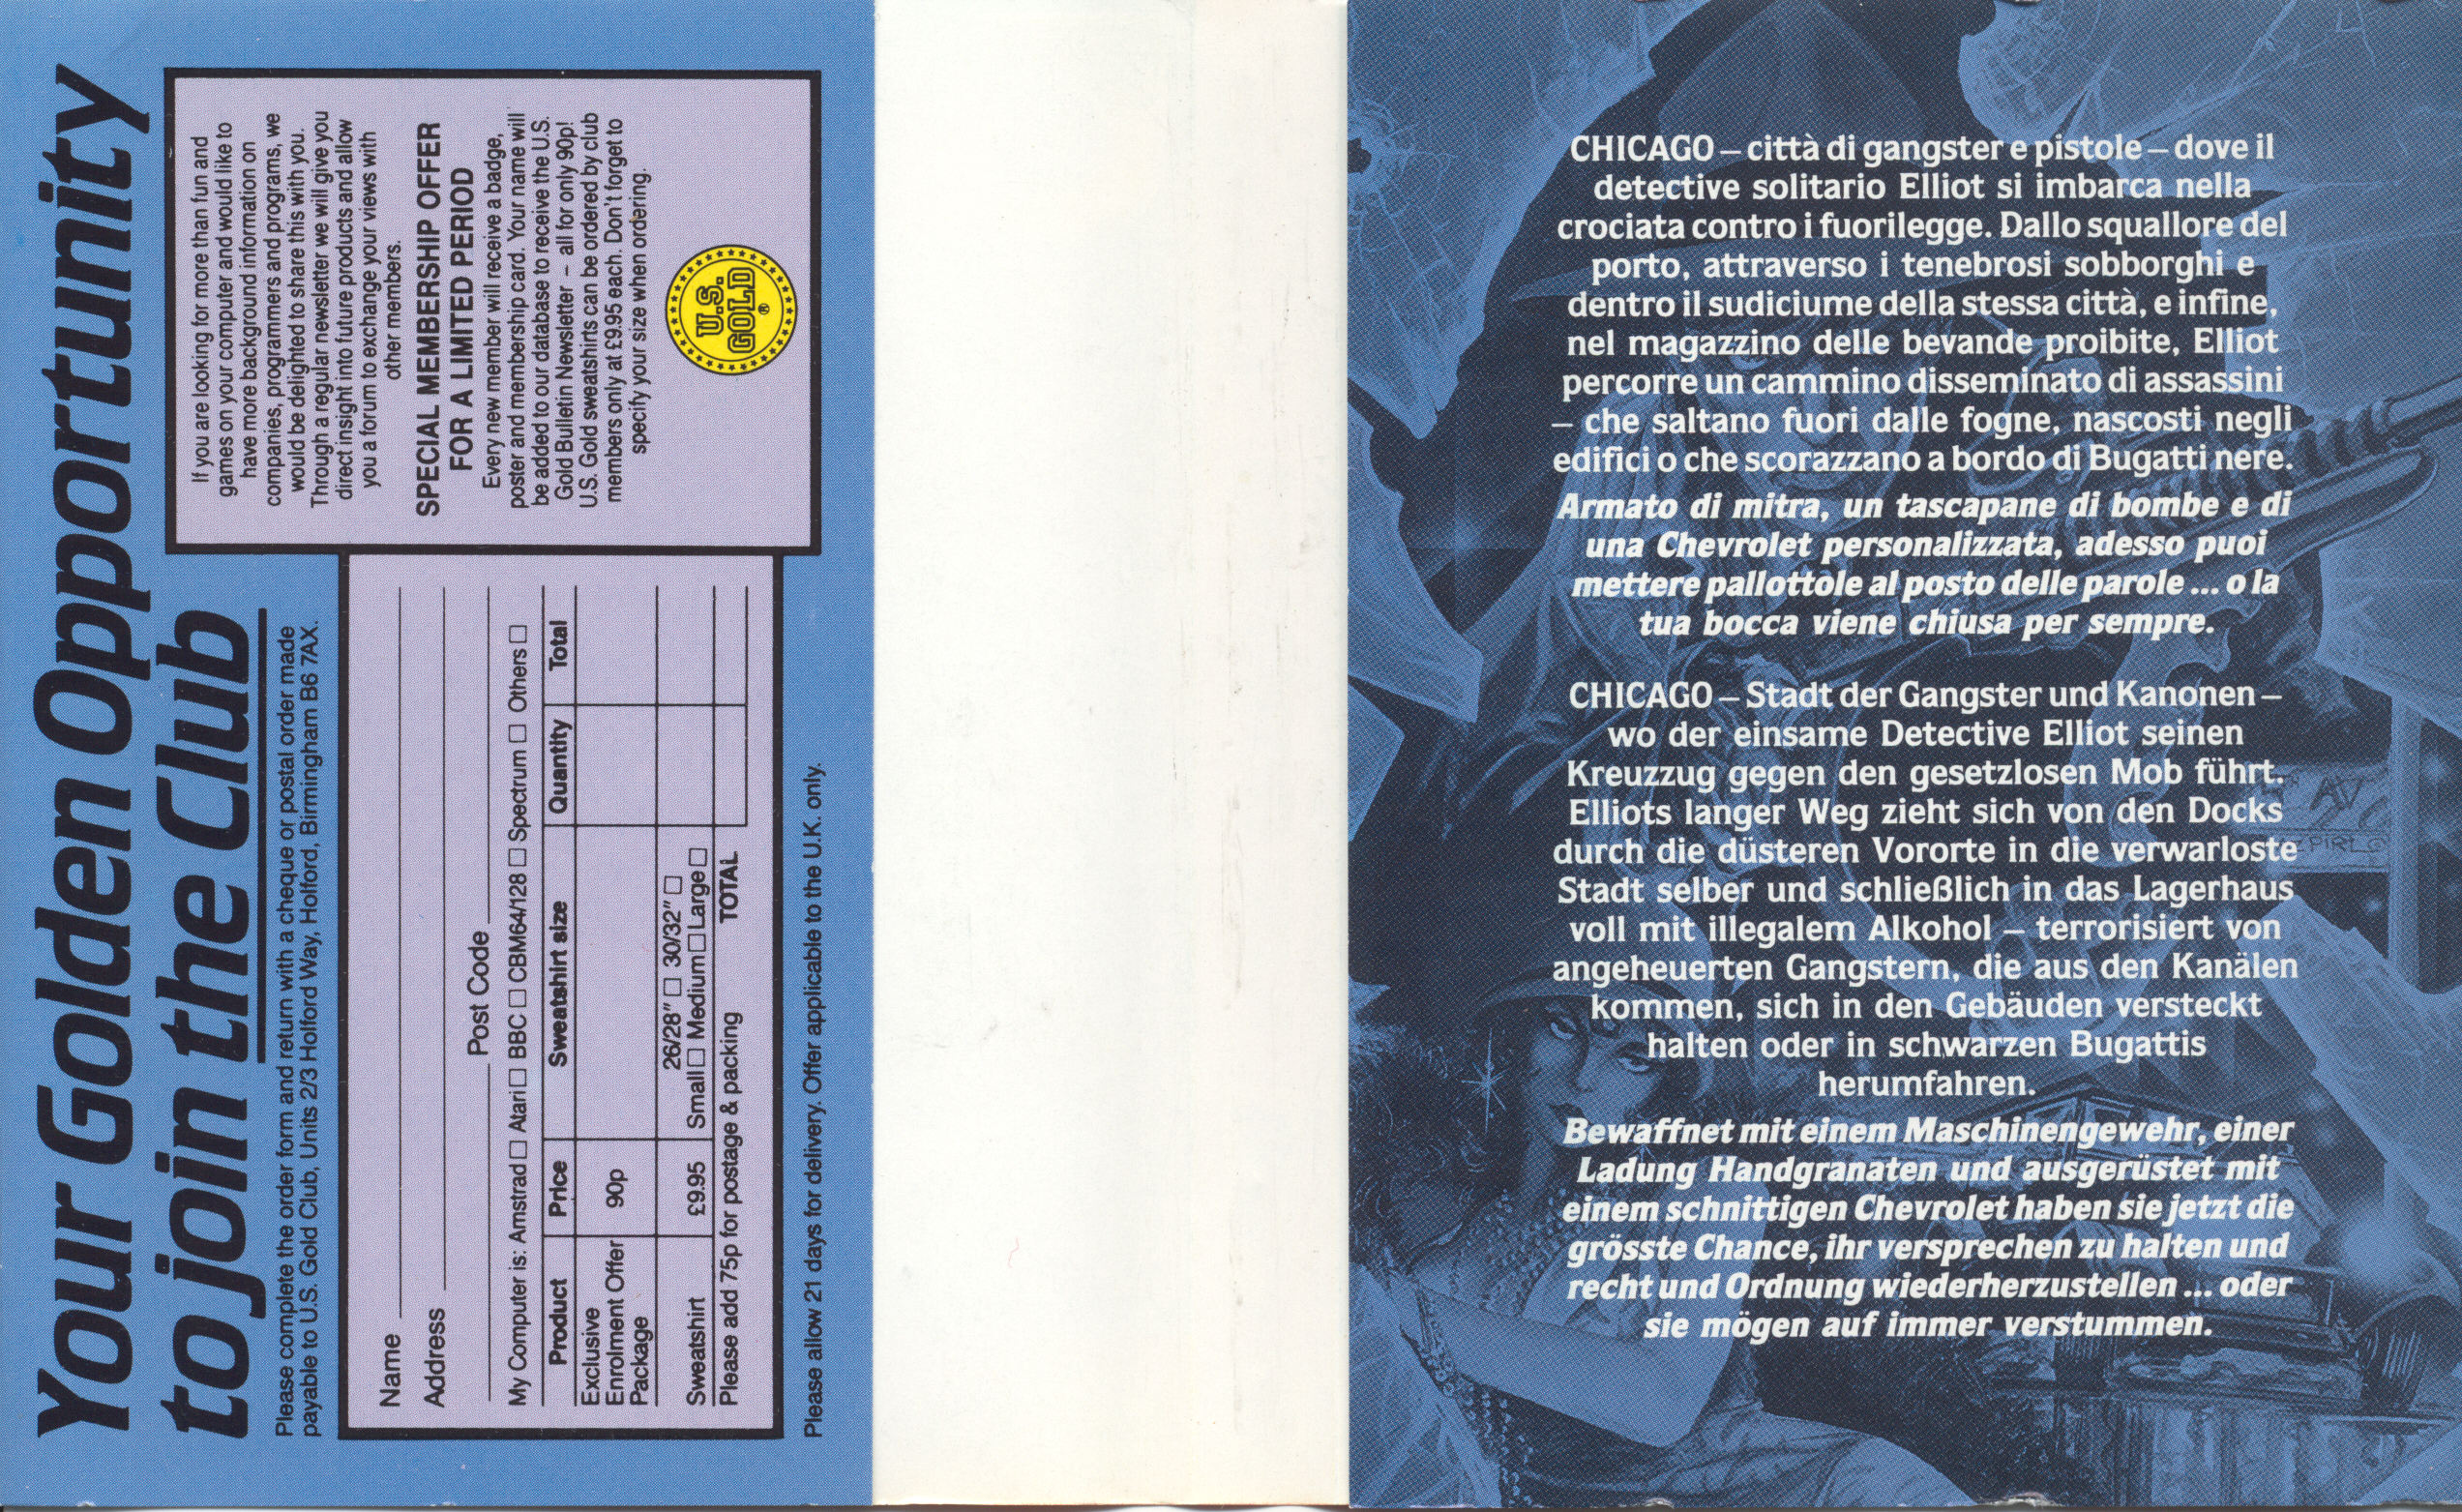 Your Golden Opportunity
to join the Club
Please complete the order form and return with a cheque or postal order made
payable to U.S. Gold Club, Units 2/3 Holford Way, Holford, Birmingham B6 7AX.
If you are looking for more than fun and
games on your computer and would like to
have more background information on
companies, programmers and programs, we
would be delighted to share this with you.
Through a regular newsletter we will give you
direct insight into future products and allow
you a forum to exchange your views with
other members.
SPECIAL MEMBERSHIP OFFER
FOR A LIMITED PERIOD
Every new member will receive a badge,
poster and membership card. Your name will
be added to our database to receive the U.S.
Gold Bulletin Newsletter – all for only 90p!
U.S. Gold sweatshirts can be ordered by club
members only at £9.95 each. Don't forget to
specify your size when ordering.
U.S.
GOLD
®
Name
Address
Post Code
My Computer is: Amstrad □ Atari □ BBC □ CBM64/128 □ Spectrum □ Others □
Product Price Sweatshirt size Quantity Total
Exclusive
Enrolment Offer 90p
Package
26/28" □ 30/32" □
Sweatshirt £9.95 Small □ Medium □ Large □
Please add 75p for postage & packing TOTAL
Please allow 21 days for delivery. Offer applicable to the U.K. only.
CHICAGO – città di gangster e pistole – dove il
detective solitario Elliot si imbarca nella
crociata contro i fuorilegge. Dallo squallore del
porto, attraverso i tenebrosi sobborghi e
dentro il sudiciume della stessa città, e infine,
nel magazzino delle bevande proibite, Elliot
percorre un cammino disseminato di assassini
– che saltano fuori dalle fogne, nascosti negli
edifici o che scorazzano a bordo di Bugatti nere.
Armato di mitra, un tascapane di bombe e di
una Chevrolet personalizzata, adesso puoi
mettere pallottole al posto delle parole ... o la
tua bocca viene chiusa per sempre.
CHICAGO – Stadt der Gangster und Kanonen –
wo der einsame Detective Elliot seinen
Kreuzzug gegen den gesetzlosen Mob führt.
Elliots langer Weg zieht sich von den Docks
durch die düsteren Vororte in die verwarloste
Stadt selber und schließlich in das Lagerhaus
voll mit illegalem Alkohol – terrorisiert von
angeheuerten Gangstern, die aus den Kanälen
kommen, sich in den Gebäuden versteckt
halten oder in schwarzen Bugattis
herumfahren.
Bewaffnet mit einem Maschinengewehr, einer
Ladung Handgranaten und ausgerüstet mit
einem schnittigen Chevrolet haben sie jetzt die
grösste Chance, ihr versprechen zu halten und
recht und Ordnung wiederherzustellen ... oder
sie mögen auf immer verstummen.